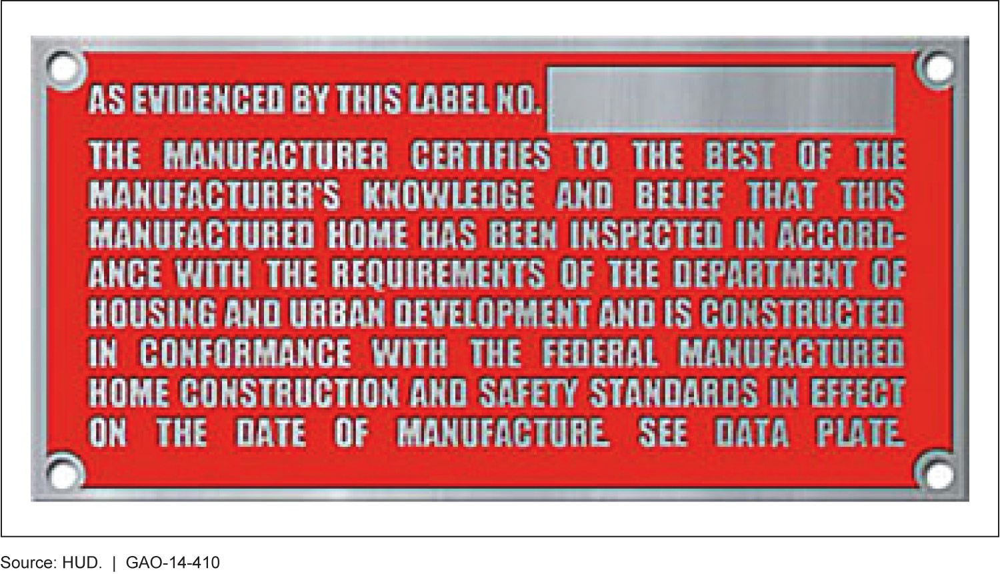 AS EVIDENCED BY THIS LABEL NO.
THE MANUFACTURER CERTIFIES TO THE BEST OF THE
MANUFACTURER'S KNOWLEDGE AND BELIEF THAT THIS
MANUFACTURED HOME HAS BEEN INSPECTED IN ACCORD-
ANCE WITH THE REQUIREMENTS OF THE DEPARTMENT OF
HOUSING AND URBAN DEVELOPMENT AND IS CONSTRUCTED
IN CONFORMANCE WITH THE FEDERAL MANUFACTURED
HOME CONSTRUCTION AND SAFETY STANDARDS IN EFFECT
ON THE DATE OF MANUFACTURE. SEE DATA PLATE.
Source: HUD. | GAO-14-410